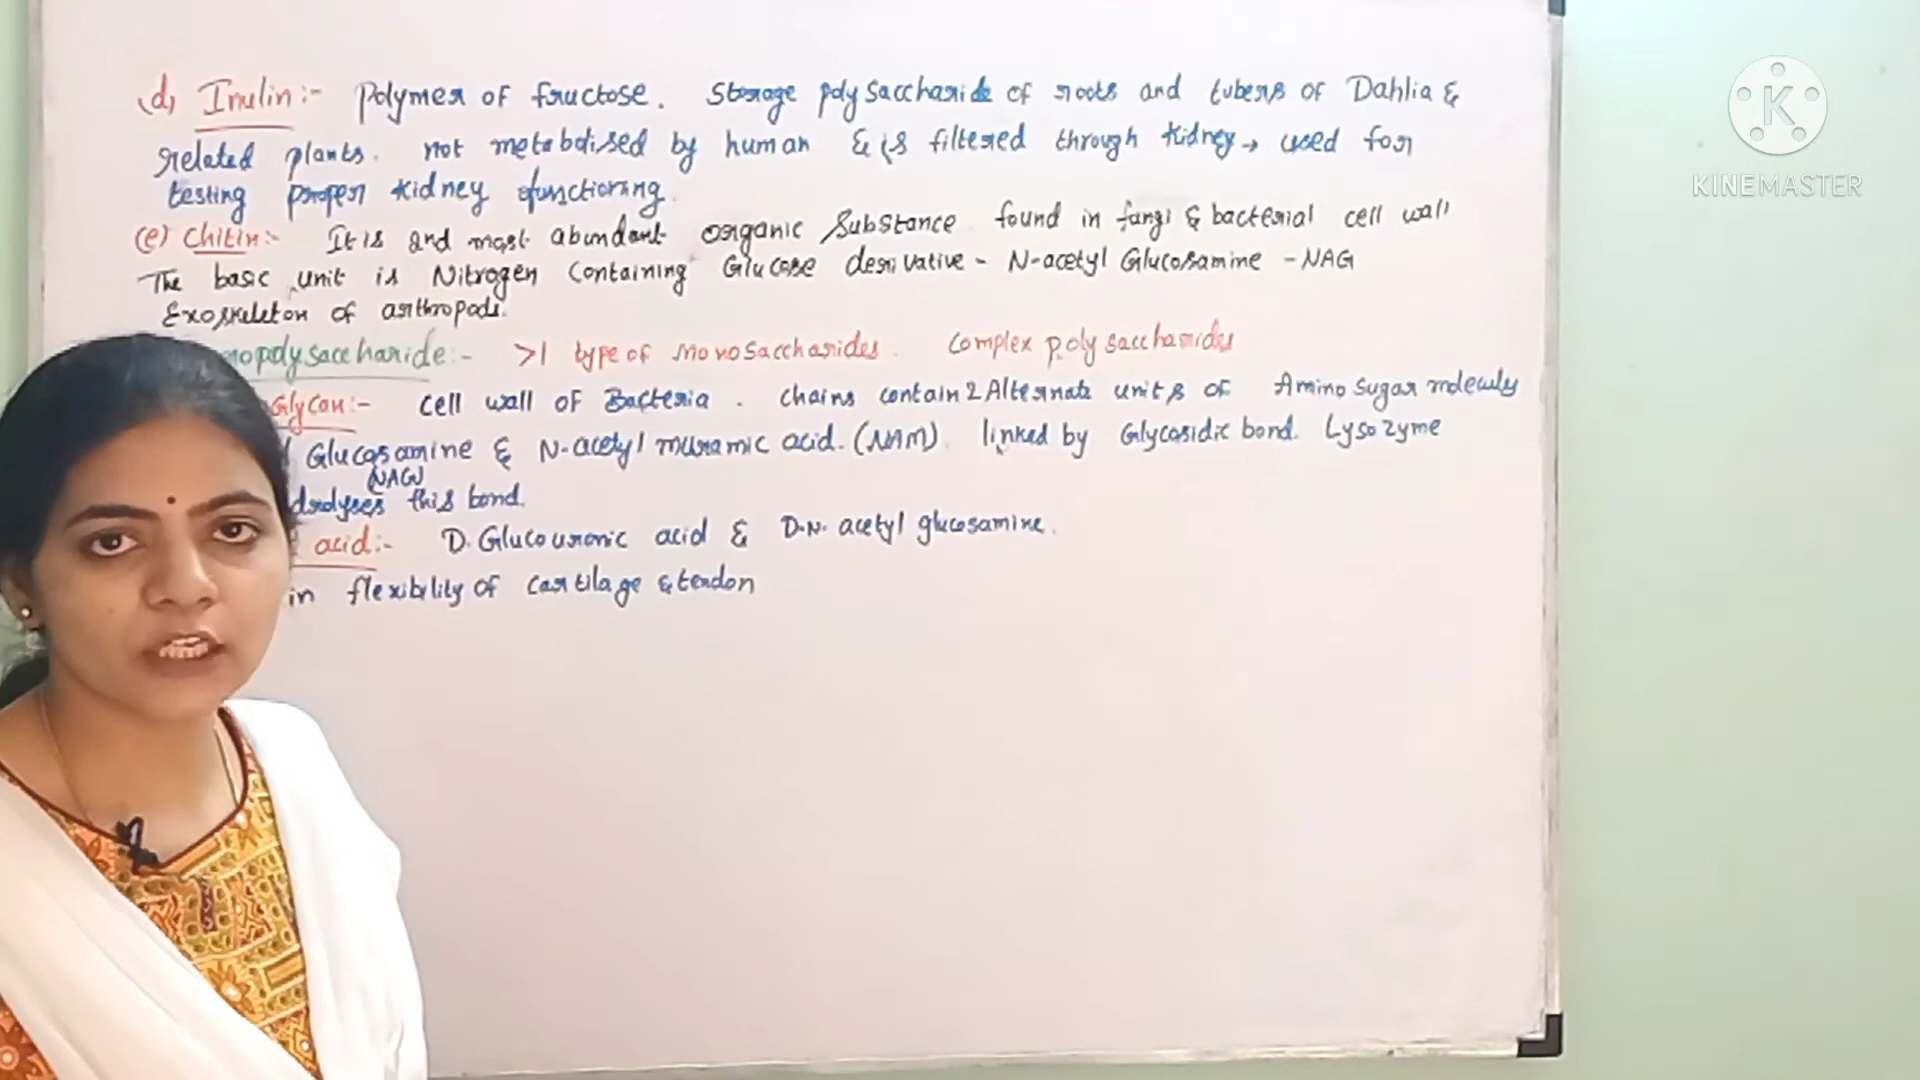 (d) Inulin:- Polymer of fructose. Storage polysaccharide of roots and tubers of Dahlia &
related plants. not metabolised by human & is filtered through kidney → used for
testing proper kidney functioning.
(e) Chitin:- It is 2nd most abundant organic substance found in fungi & bacterial cell wall
The basic unit is Nitrogen Containing Glucose derivative - N-acetyl Glucosamine - NAG
Exoskeleton of arthropods.
opolysaccharide:- >1 type of monosaccharides. Complex polysaccharides
Glycan:- cell wall of Bacteria. chains contain 2 Alternate units of Amino sugar molecules
Glucosamine & N-acetyl muramic acid. (NAM). linked by Glycosidic bond. Lysozyme
(NAG)
this bond.
acid:- D. Glucouronic acid & D-N. acetyl glucosamine.
in flexibility of cartilage & tendon
KINEMASTER